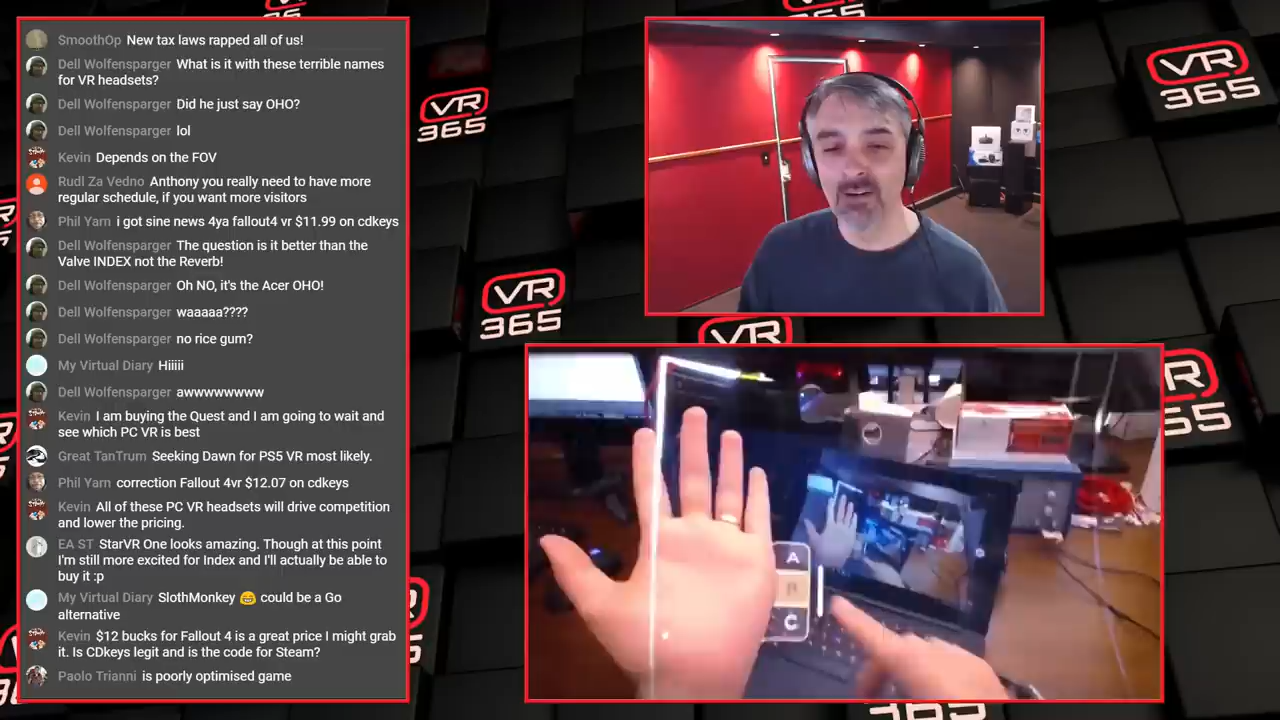 SmoothOp New tax laws rapped all of us!
Dell Wolfensparger What is it with these terrible names
for VR headsets?
Dell Wolfensparger Did he just say OHO?
Dell Wolfensparger lol
Kevin Depends on the FOV
Rudl Za Vedno Anthony you really need to have more
regular schedule, if you want more visitors
Phil Yarn i got sine news 4ya fallout4 vr $11.99 on cdkeys
Dell Wolfensparger The question is it better than the
Valve INDEX not the Reverb!
Dell Wolfensparger Oh NO, it's the Acer OHO!
Dell Wolfensparger waaaaa????
Dell Wolfensparger no rice gum?
My Virtual Diary Hiiiii
Dell Wolfensparger awwwwwwww
Kevin I am buying the Quest and I am going to wait and
see which PC VR is best
Great TanTrum Seeking Dawn for PS5 VR most likely.
Phil Yarn correction Fallout 4vr $12.07 on cdkeys
Kevin All of these PC VR headsets will drive competition
and lower the pricing.
EA ST StarVR One looks amazing. Though at this point
I'm still more excited for Index and I'll actually be able to
buy it :p
My Virtual Diary SlothMonkey 😄 could be a Go
alternative
Kevin $12 bucks for Fallout 4 is a great price I might grab
it. Is CDkeys legit and is the code for Steam?
Paolo Trianni is poorly optimised game
VR
365
VR
365
VR
365
VR
365
A
B
C